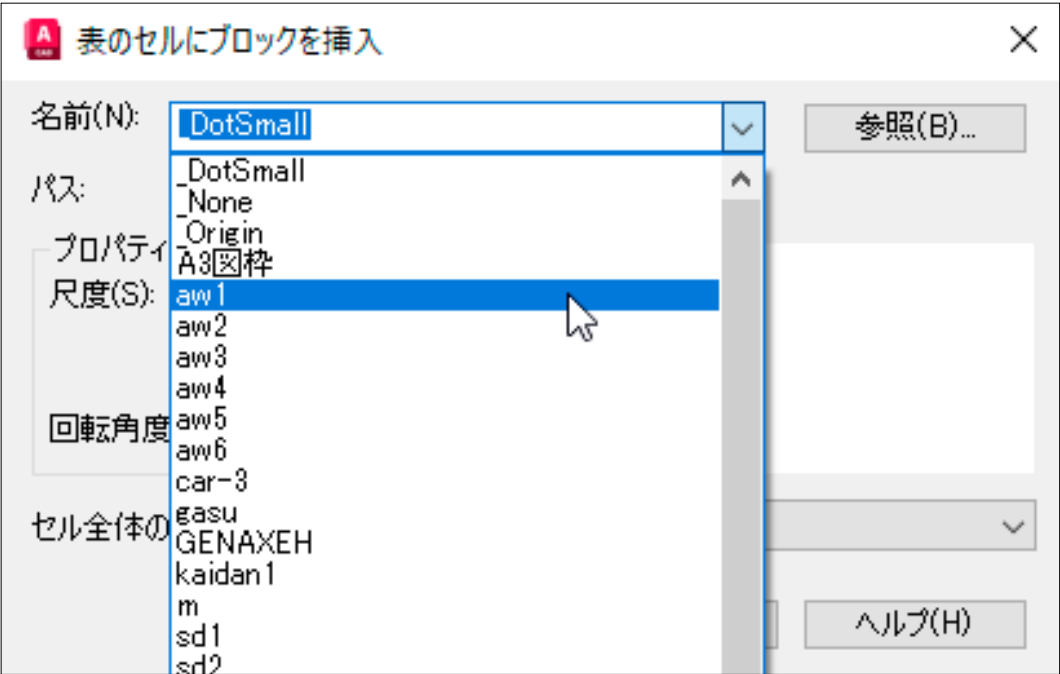 A
CAD
表のセルにブロックを挿入
名前(N):
_DotSmall
参照(B)...
パス:
プロパティ
尺度(S):
回転角度
セル全体の
_DotSmall
_None
_Origin
A3図枠
aw1
aw2
aw3
aw4
aw5
aw6
car-3
gasu
GENAXEH
kaidan1
m
sd1
sd2
ヘルプ(H)